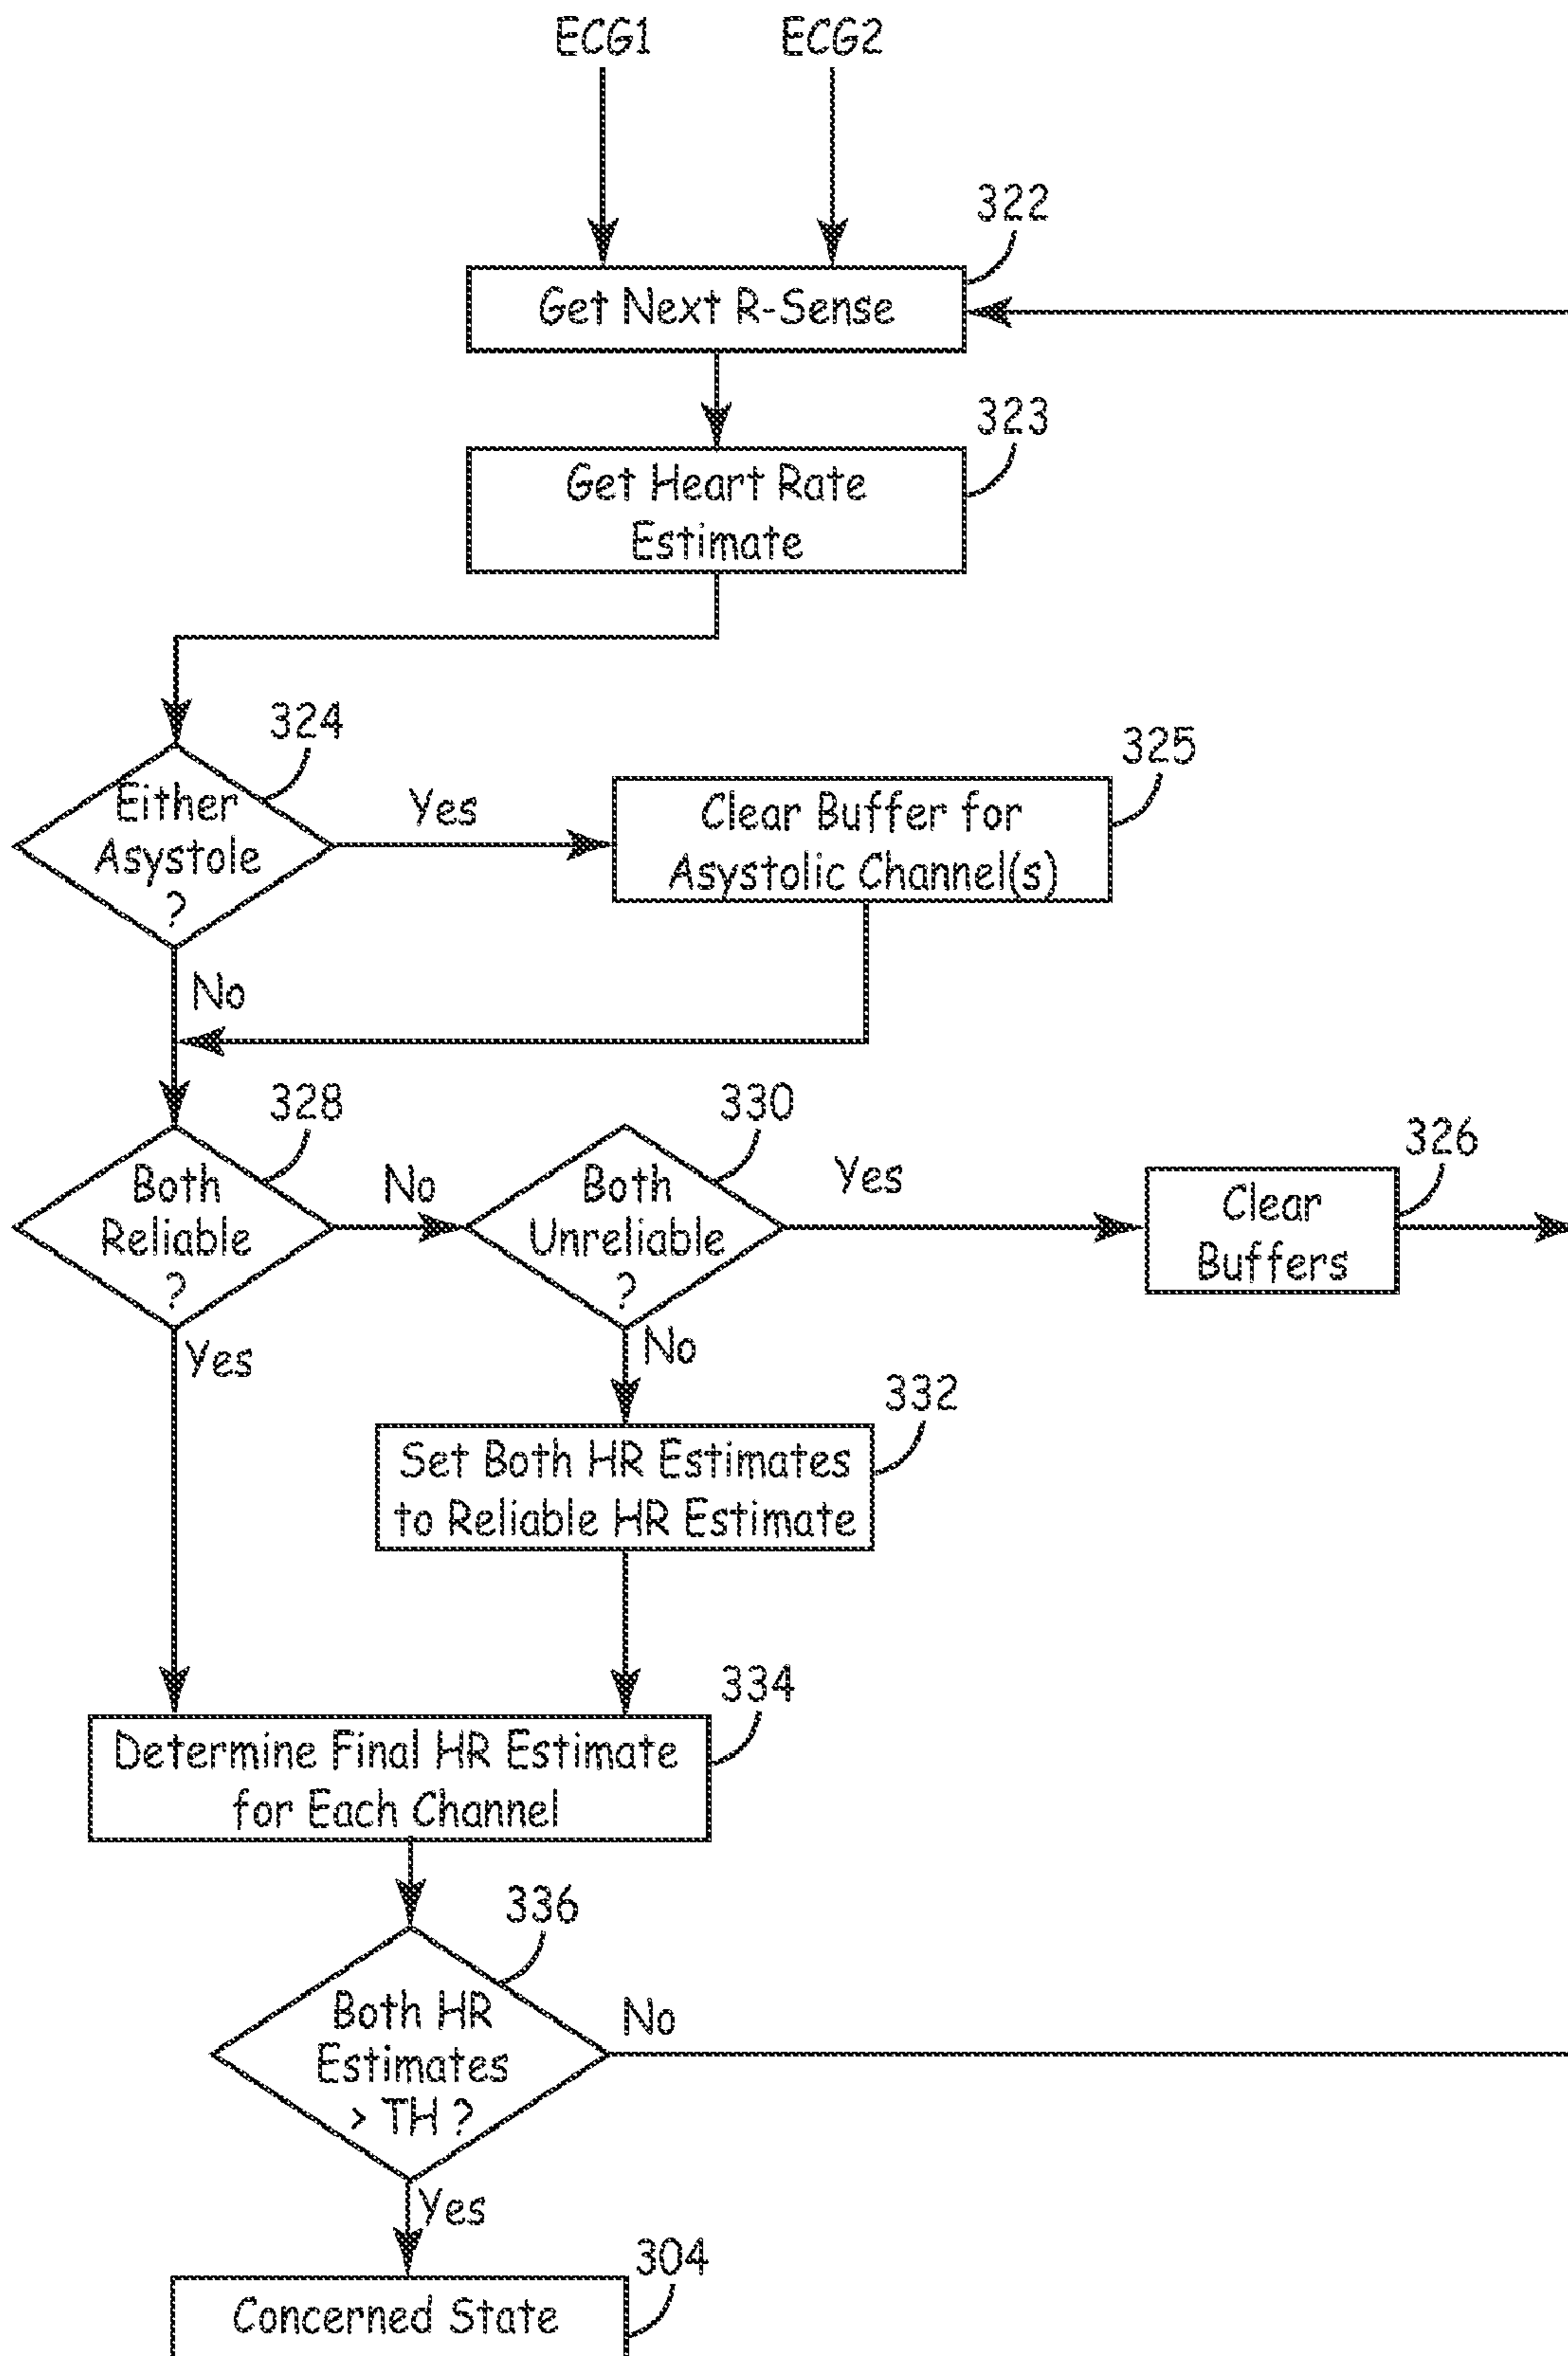 ECG1 ECG2
322
Get Next R-Sense
323
Get Heart Rate
Estimate
324
Either
Asystole
?
Yes
325
Clear Buffer for
Asystolic Channel(s)
No
328
Both
Reliable
?
No
330
Both
Unreliable
?
Yes
326
Clear
Buffers
Yes
No
332
Set Both HR Estimates
to Reliable HR Estimate
334
Determine Final HR Estimate
for Each Channel
336
Both HR
Estimates
> TH ?
No
Yes
304
Concerned State